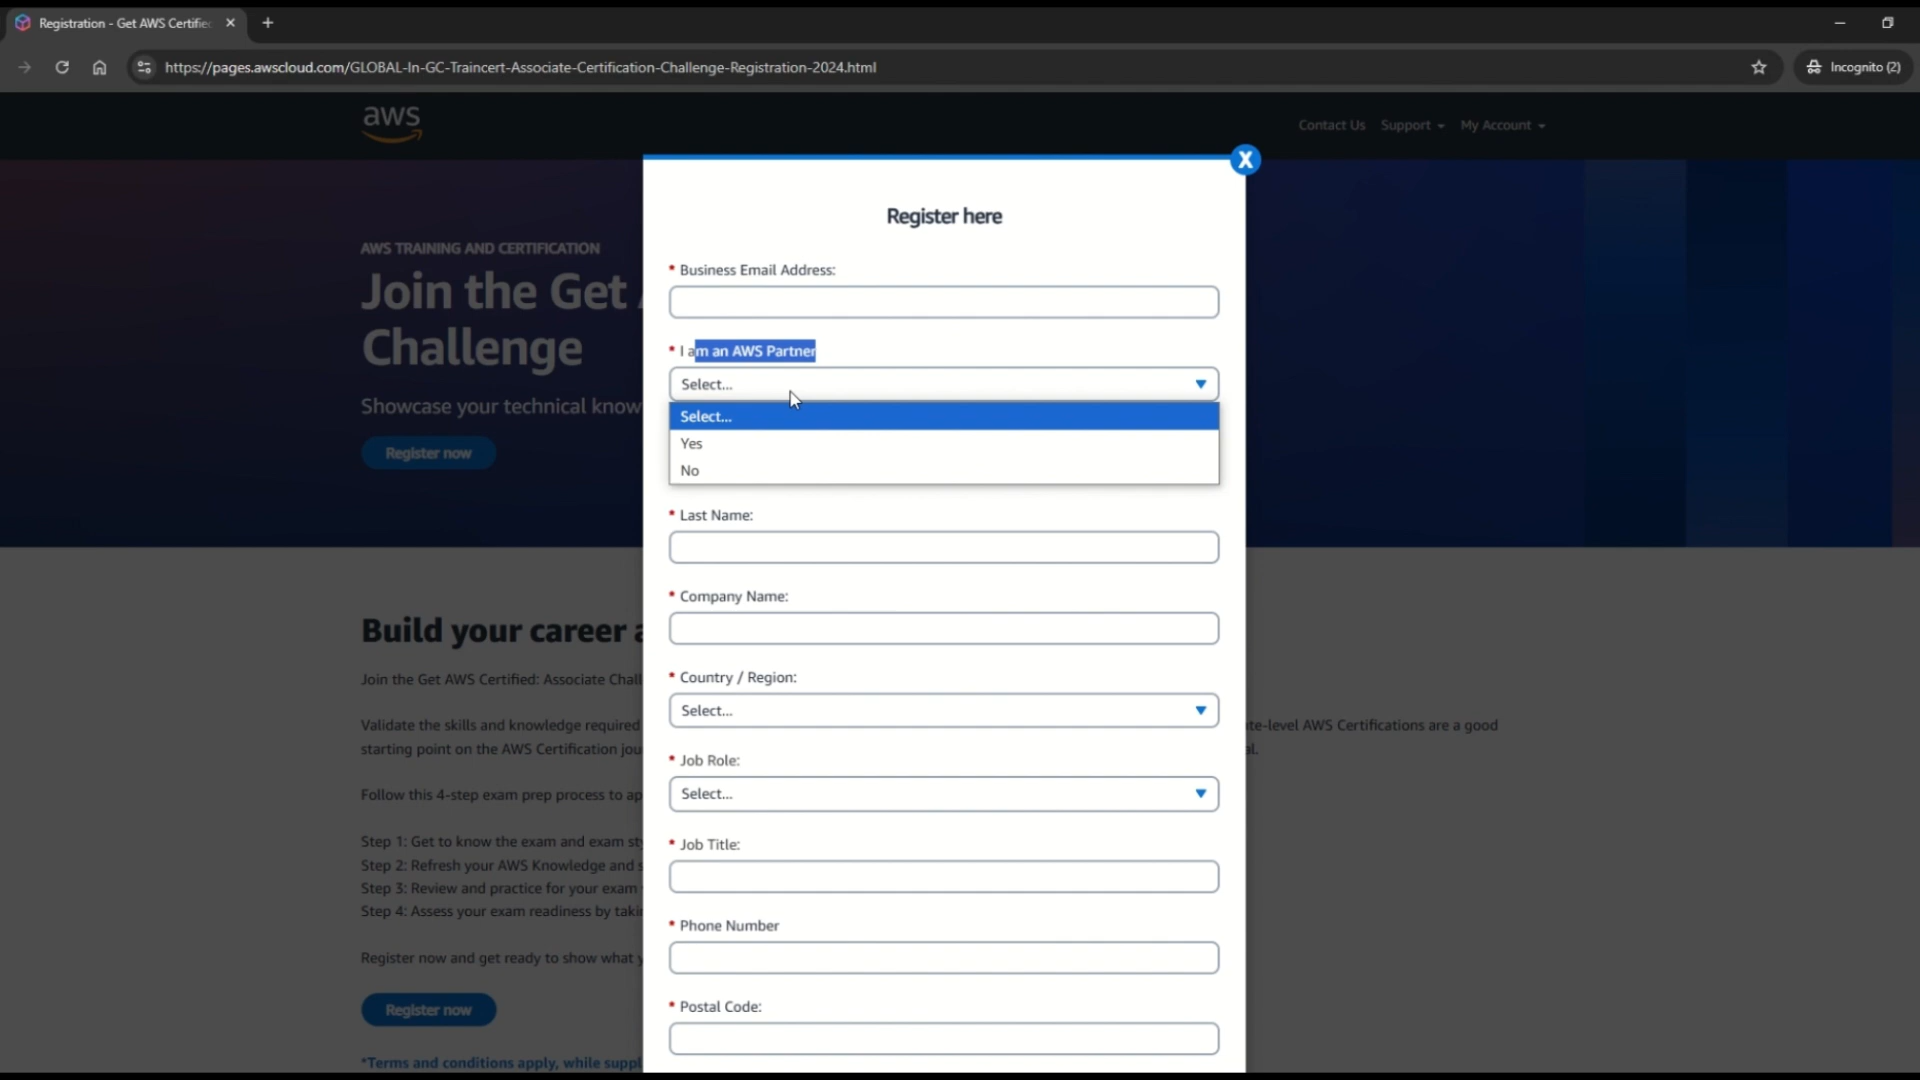 Registration - Get AWS Certified
https://pages.awscloud.com/GLOBAL-In-GC-Traincert-Associate-Certification-Challenge-Registration-2024.html
Incognito (2)
aws
Contact Us
Support
My Account
X
Register here
* Business Email Address:
AWS TRAINING AND CERTIFICATION
Join the Get
Challenge
Showcase your technical know
Register now
* I am an AWS Partner
Select...
Select...
Yes
No
* Last Name:
* Company Name:
* Country / Region:
Select...
* Job Role:
Select...
* Job Title:
* Phone Number
* Postal Code:
Build your career a
Join the Get AWS Certified: Associate Chall
Validate the skills and knowledge required
te-level AWS Certifications are a good
starting point on the AWS Certification jou
al.
Follow this 4-step exam prep process to ap
Step 1: Get to know the exam and exam sty
Step 2: Refresh your AWS Knowledge and s
Step 3: Review and practice for your exam
Step 4: Assess your exam readiness by taki
Register now and get ready to show what y
Register now
*Terms and conditions apply, while suppl